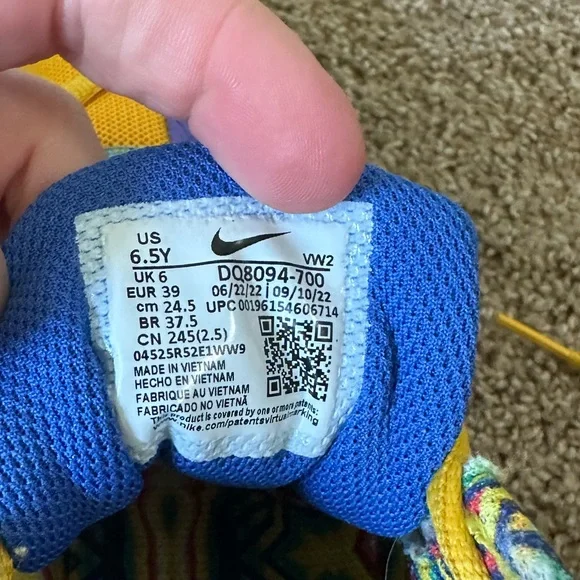 US
6.5Y VW2
UK 6 DQ8094-700
EUR 39 06/22/22 | 09/10/22
cm 24.5 UPC 00196154606714
BR 37.5
CN 245(2.5)
04525R52E1WW9
MADE IN VIETNAM
HECHO EN VIETNAM
FABRIQUE AU VIETNAM
FABRICADO NO VIETNÃ
This product is covered by one or more patents:
nike.com/patentsvirtualmarking